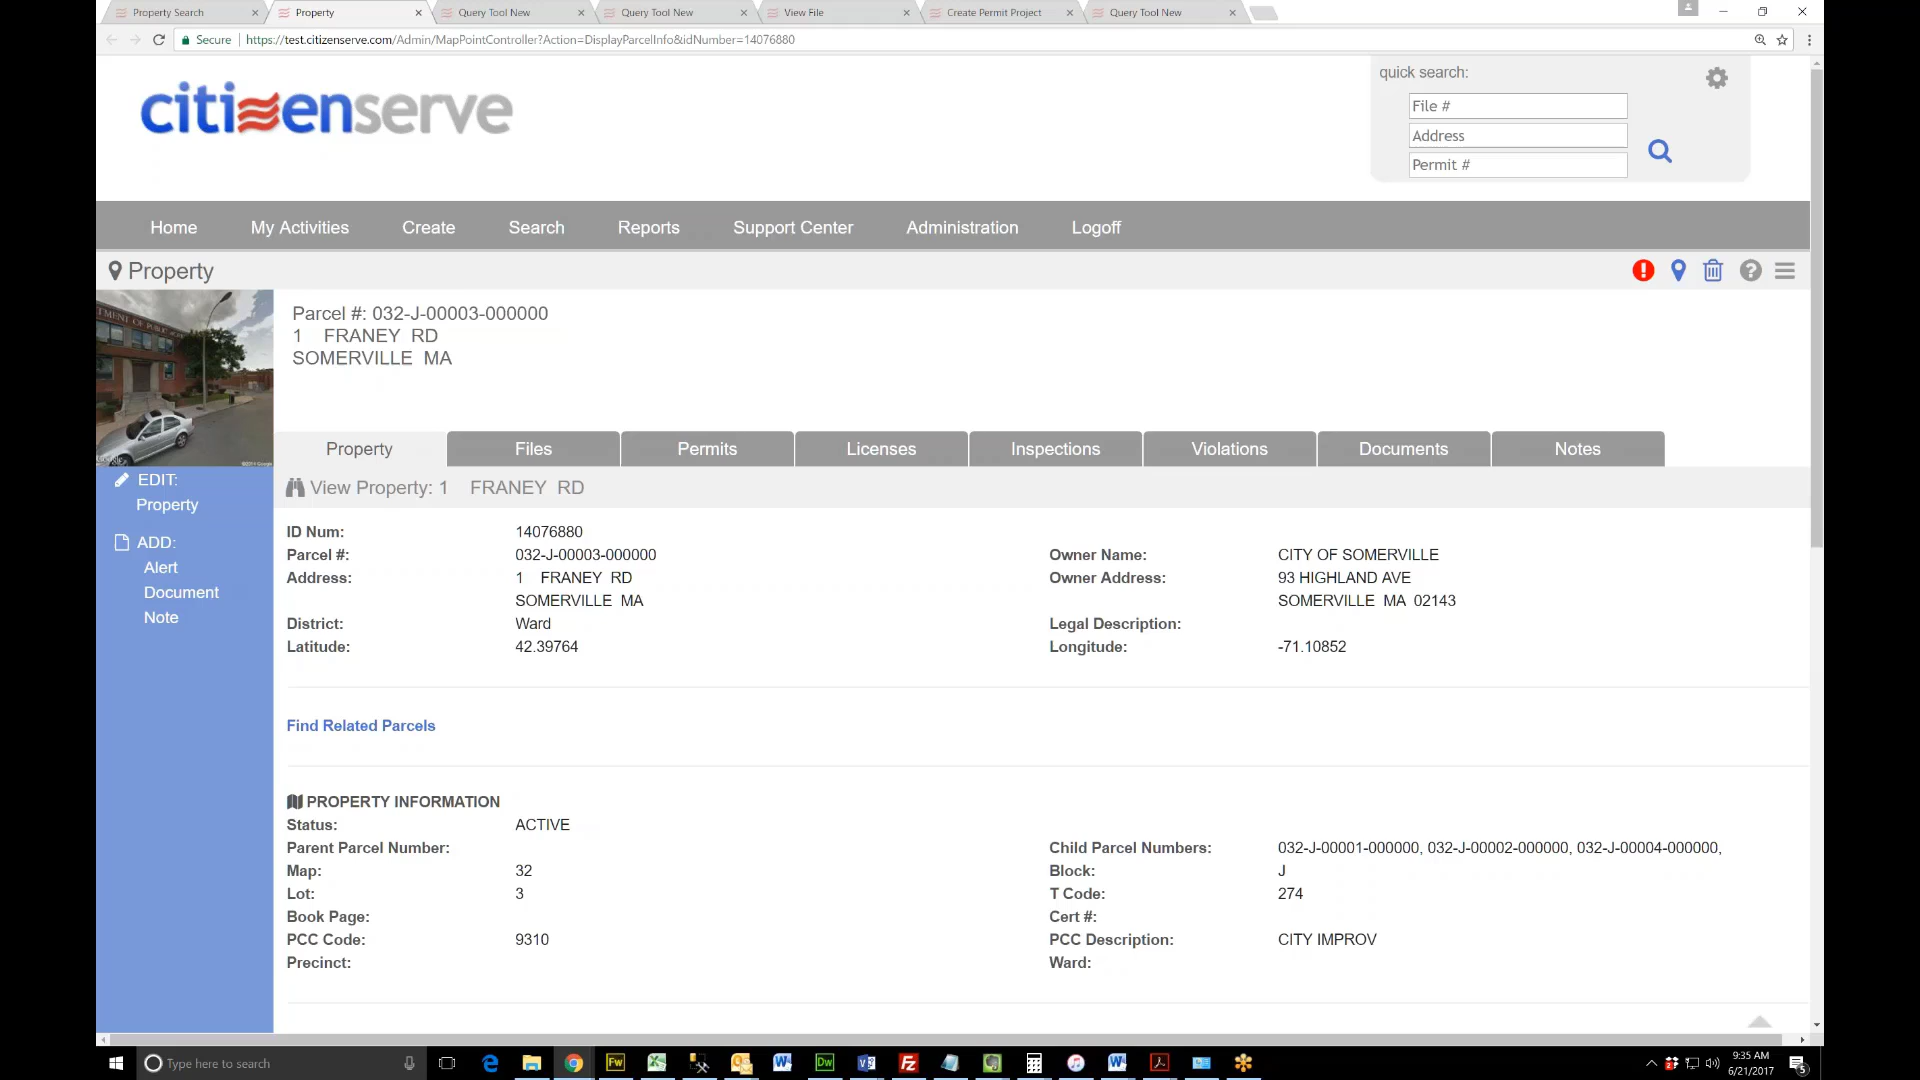 Property Search
Property
Query Tool New
Query Tool New
View File
Create Permit Project
Query Tool New
Secure
https://test.citizenserve.com/Admin/MapPointController?Action=DisplayParcelInfo&idNumber=14076880
citizenserve
quick search:
File #
Address
Permit #
Home My Activities Create Search Reports Support Center Administration Logoff
Property
Parcel #: 032-J-00003-000000
1 FRANEY RD
SOMERVILLE MA
Property Files Permits Licenses Inspections Violations Documents Notes
EDIT:
Property
ADD:
Alert
Document
Note
View Property: 1 FRANEY RD
ID Num: 14076880
Parcel #: 032-J-00003-000000 Owner Name: CITY OF SOMERVILLE
Address: 1 FRANEY RD Owner Address: 93 HIGHLAND AVE
SOMERVILLE MA SOMERVILLE MA 02143
District: Ward Legal Description:
Latitude: 42.39764 Longitude: -71.10852
Find Related Parcels
PROPERTY INFORMATION
Status: ACTIVE
Parent Parcel Number: Child Parcel Numbers: 032-J-00001-000000, 032-J-00002-000000, 032-J-00004-000000,
Map: 32 Block: J
Lot: 3 T Code: 274
Book Page: Cert #:
PCC Code: 9310 PCC Description: CITY IMPROV
Precinct: Ward:
Type here to search
9:35 AM
6/21/2017